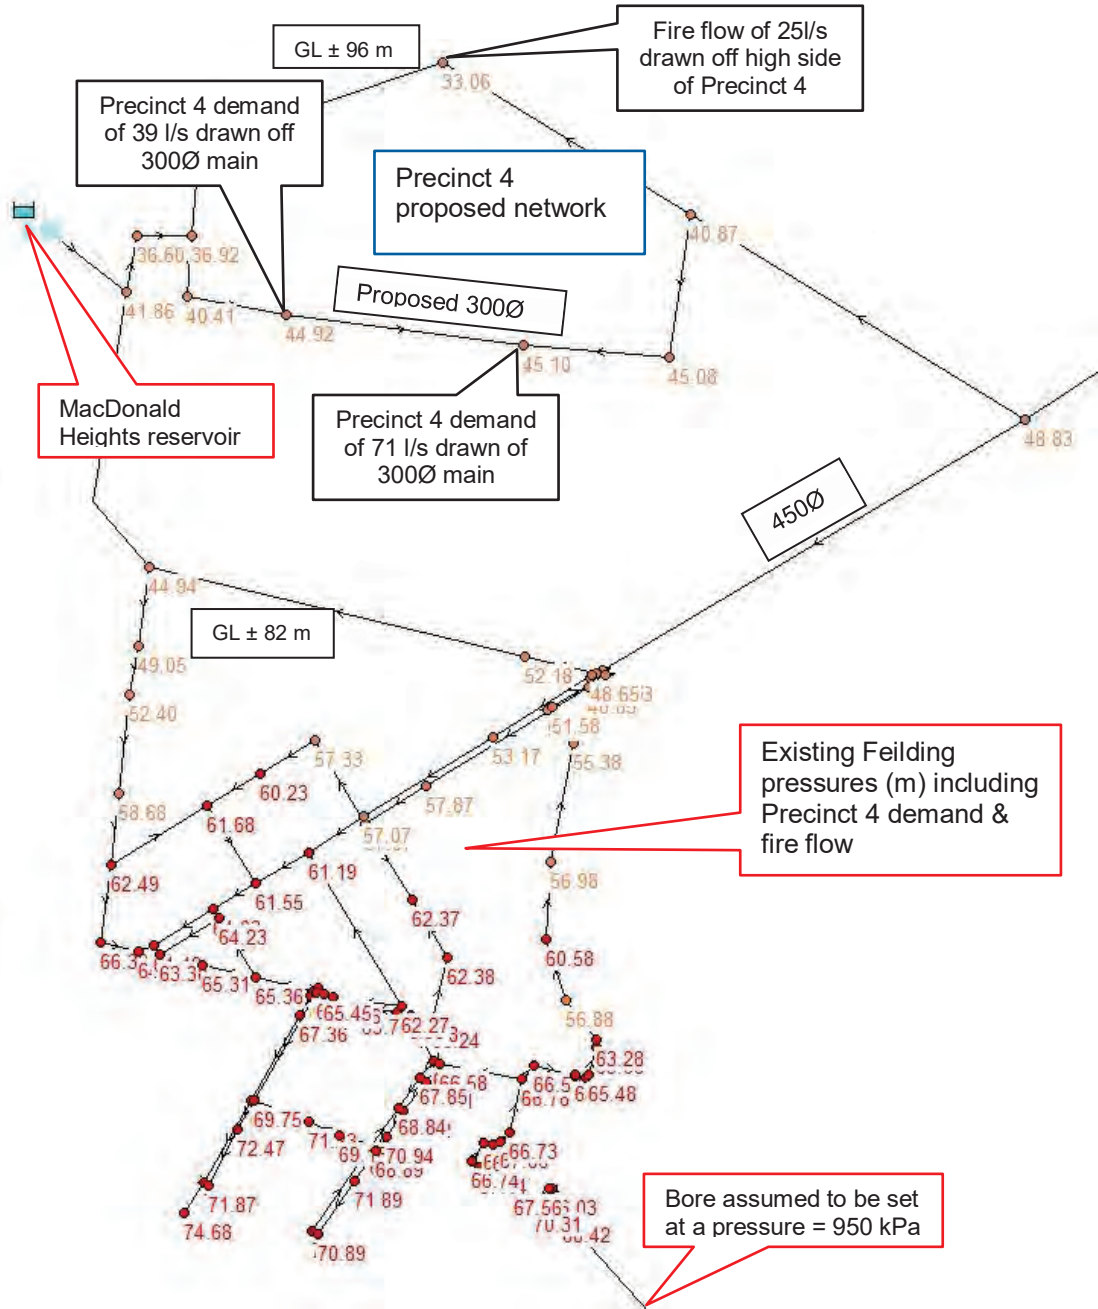 GL ± 96 m
Fire flow of 25l/s
drawn off high side
of Precinct 4
33.06
Precinct 4 demand
of 39 l/s drawn off
300Ø main
Precinct 4
proposed network
40.87
36.60
36.92
41.86
40.41
44.92
Proposed 300Ø
45.10
45.08
MacDonald
Heights reservoir
Precinct 4 demand
of 71 l/s drawn of
300Ø main
48.83
450Ø
44.94
GL ± 82 m
49.05
52.18
48.65
52.40
51.58
53.17
55.38
57.33
Existing Feilding
pressures (m) including
Precinct 4 demand &
fire flow
60.23
57.87
58.68
61.68
57.07
61.19
62.49
61.55
56.98
62.37
64.23
60.58
63.3
65.31
62.38
65.36
65.45
56.88
67.36
62.27
63.28
66.58
66.5
65.48
67.85
69.75
68.84
72.47
70.94
66.73
66.74
71.87
71.89
67.56
70.31
74.68
70.89
Bore assumed to be set
at a pressure = 950 kPa